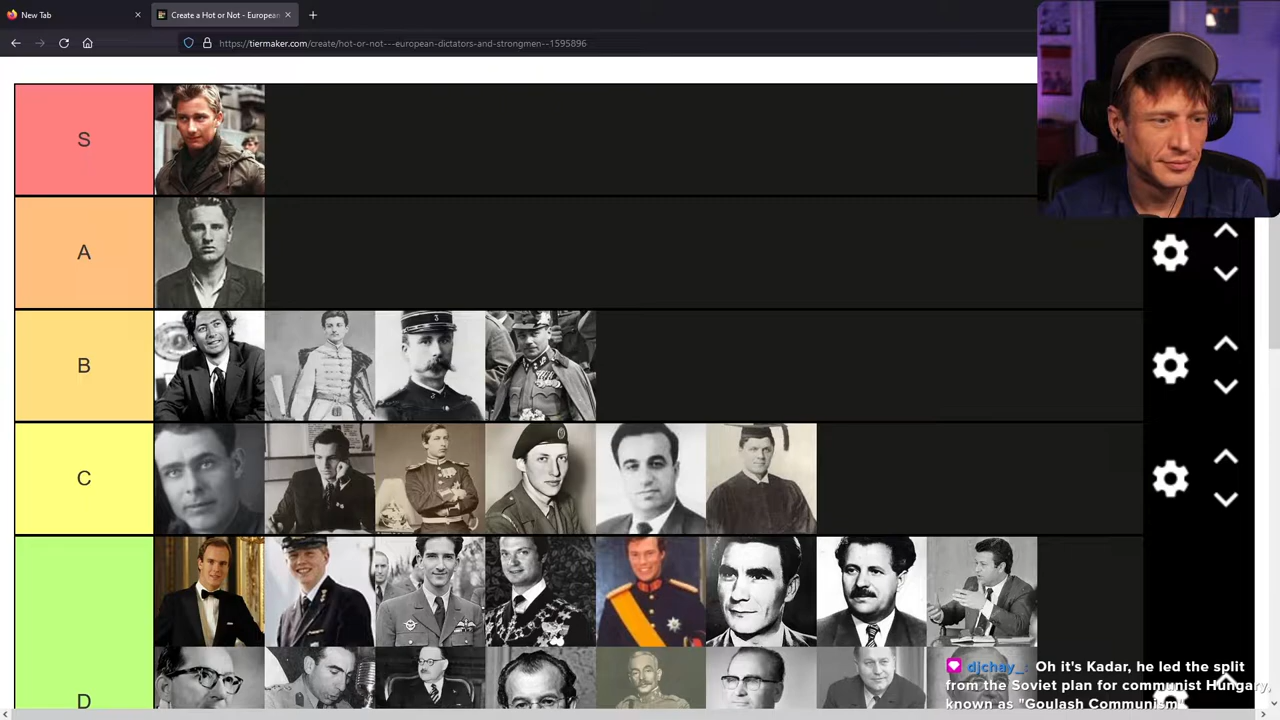 New Tab
Create a Hot or Not - European
https://tiermaker.com/create/hot-or-not---european-dictators-and-strongmen--1595896
S
A
B
C
D
djchay_: Oh it's Kadar, he led the split
from the Soviet plan for communist Hungary,
known as "Goulash Communism"